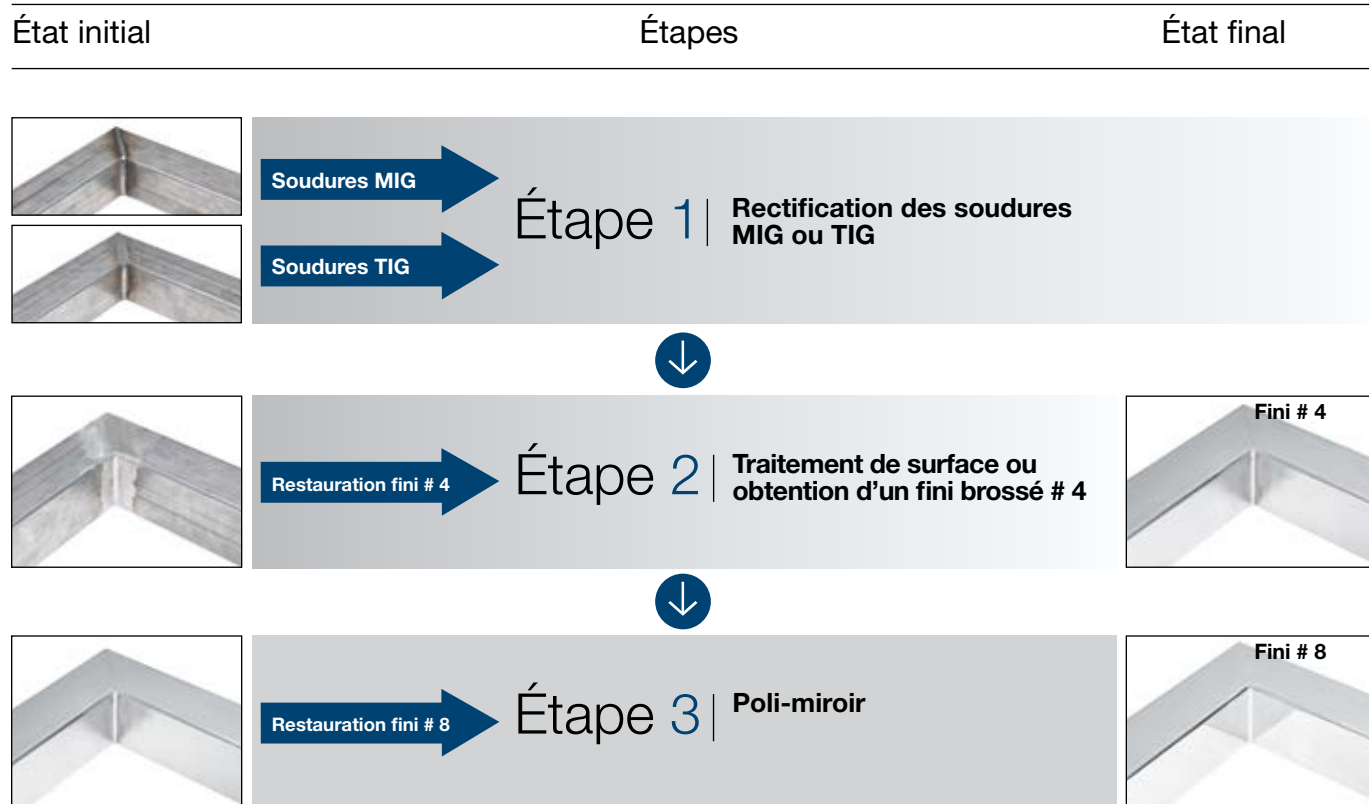 État initial
Étapes
État final
Soudures MIG
Soudures TIG
Étape 1
Rectification des soudures
MIG ou TIG
Restauration fini # 4
Étape 2
Traitement de surface ou
obtention d’un fini brossé # 4
Fini # 4
Restauration fini # 8
Étape 3
Poli-miroir
Fini # 8